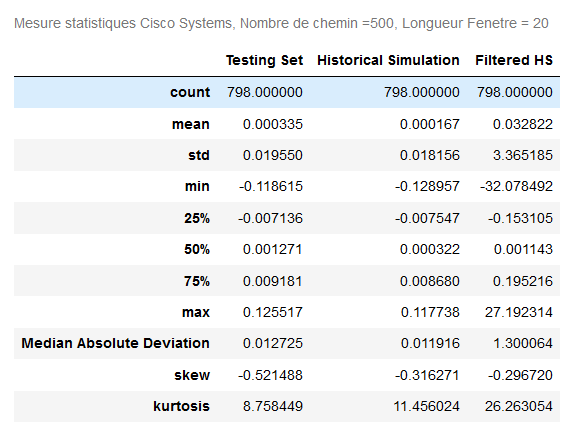 Mesure statistiques Cisco Systems, Nombre de chemin =500, Longueur Fenetre = 20
Testing Set Historical Simulation Filtered HS
count 798.000000 798.000000 798.000000
mean 0.000335 0.000167 0.032822
std 0.019550 0.018156 3.365185
min -0.118615 -0.128957 -32.078492
25% -0.007136 -0.007547 -0.153105
50% 0.001271 0.000322 0.001143
75% 0.009181 0.008680 0.195216
max 0.125517 0.117738 27.192314
Median Absolute Deviation 0.012725 0.011916 1.300064
skew -0.521488 -0.316271 -0.296720
kurtosis 8.758449 11.456024 26.263054